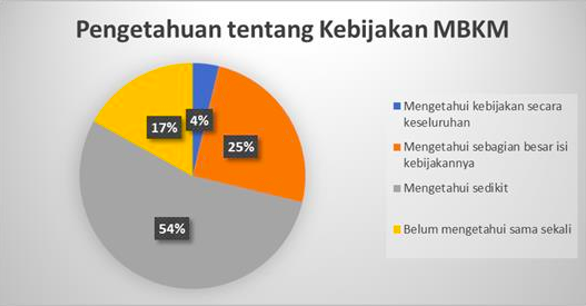 Pengetahuan tentang Kebijakan MBKM
4%
17%
25%
54%
Mengetahui kebijakan secara
keseluruhan
Mengetahui sebagian besar isi
kebijakannya
Mengetahui sedikit
Belum mengetahui sama sekali